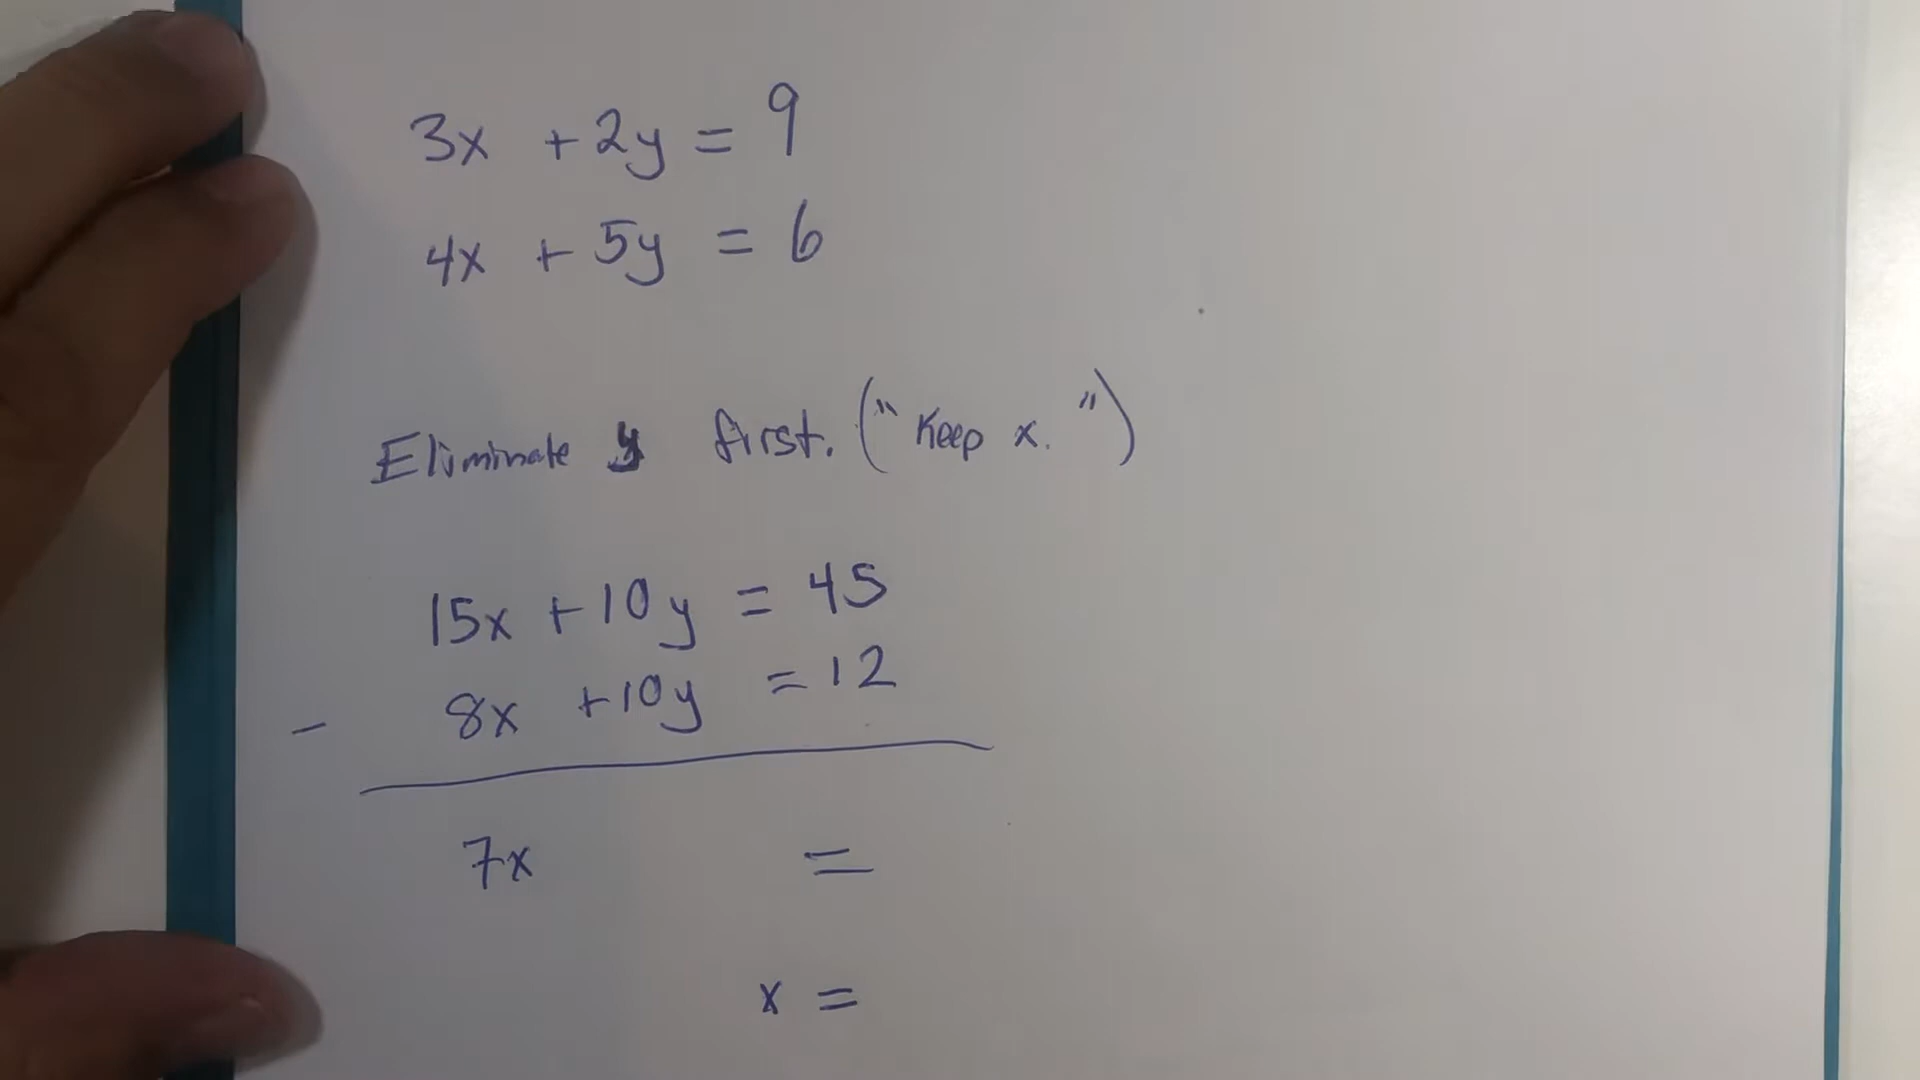 3x + 2y = 9
4x + 5y = 6
Eliminate y first. ("Keep x.")
15x + 10y = 45
- 8x + 10y = 12
7x =
x =